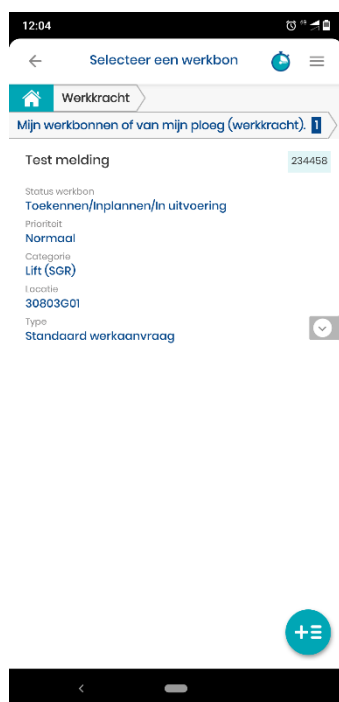 12:04
Selecteer een werkbon
Werkkracht
Mijn werkbonnen of van mijn ploeg (werkkracht). 1
Test melding 234458
Status werkbon
Toekennen/Inplannen/In uitvoering
Prioriteit
Normaal
Categorie
Lift (SGR)
Locatie
30803G01
Type
Standaard werkaanvraag